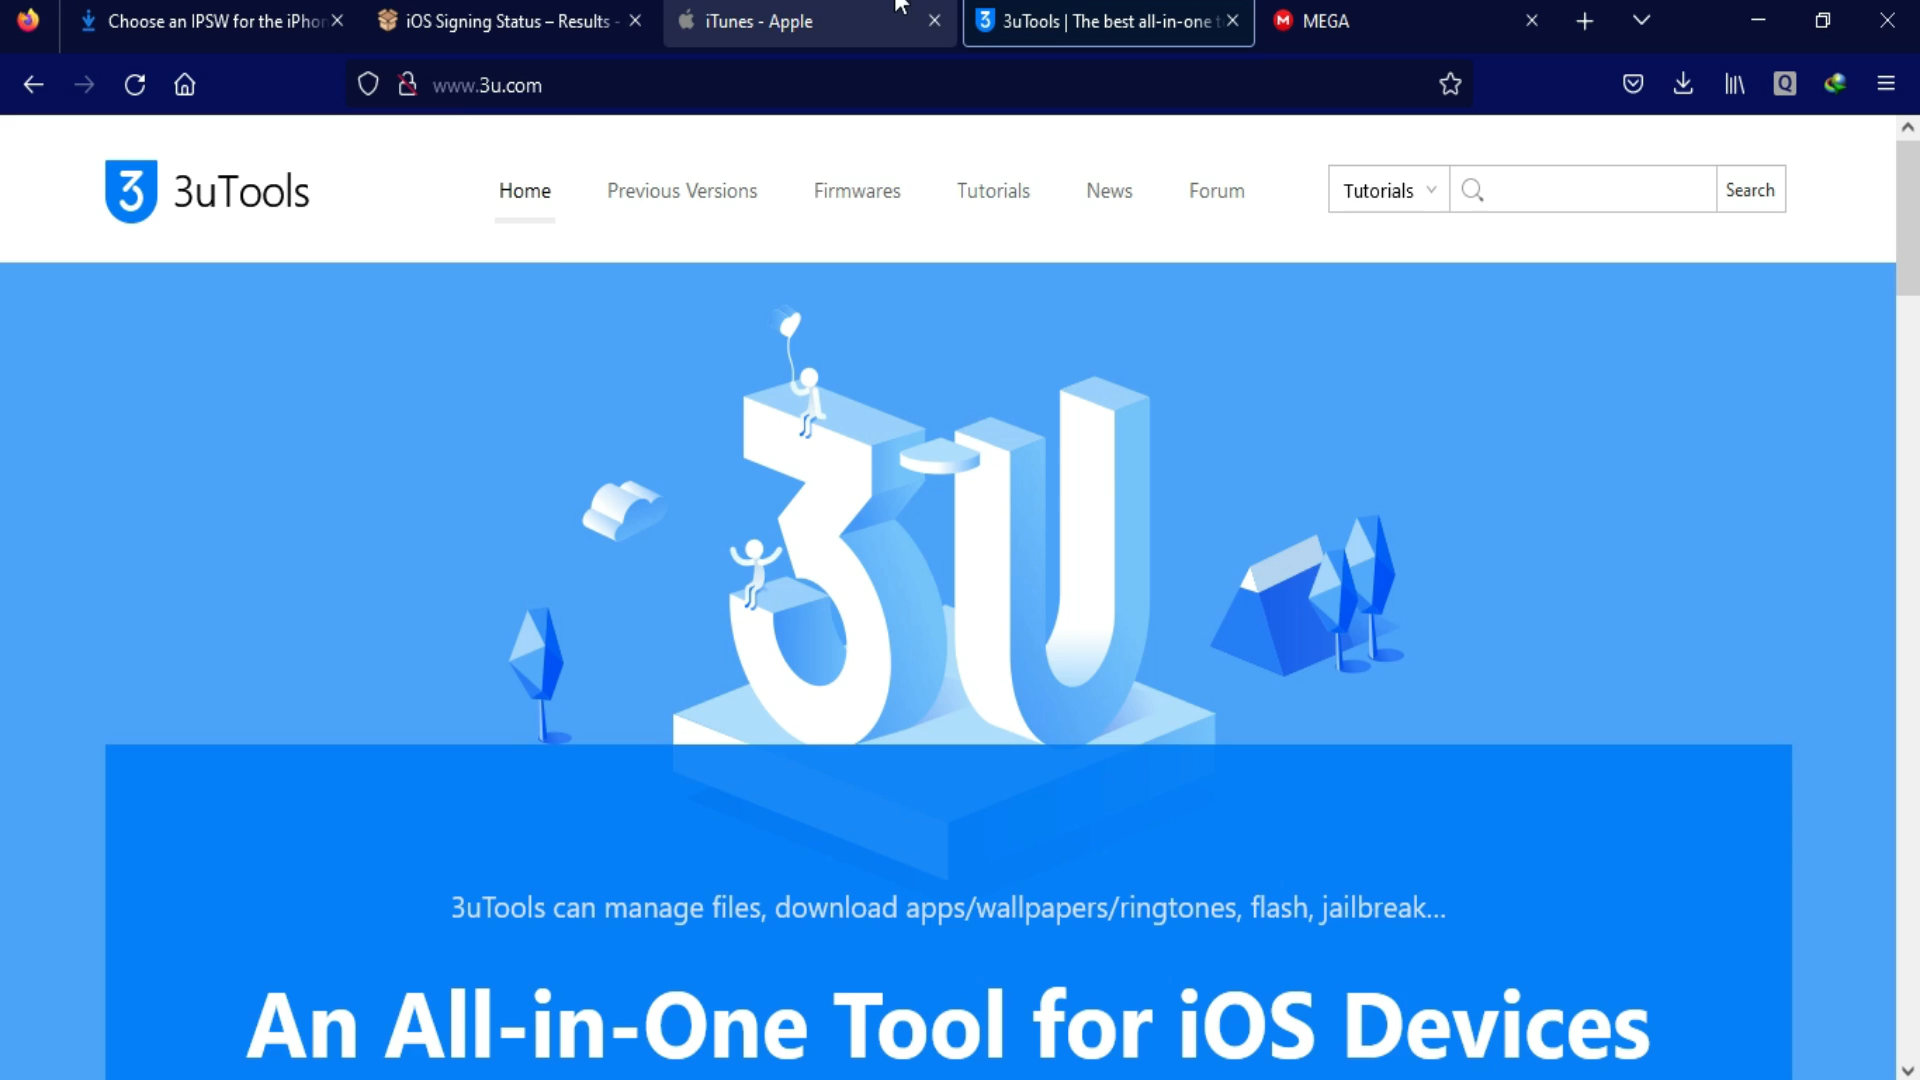 Choose an IPSW for the iPhon
iOS Signing Status – Results -
iTunes - Apple
3uTools | The best all-in-one t
MEGA
www.3u.com
3uTools
Home
Previous Versions
Firmwares
Tutorials
News
Forum
Tutorials
Search
3U
3uTools can manage files, download apps/wallpapers/ringtones, flash, jailbreak...
An All-in-One Tool for iOS Devices